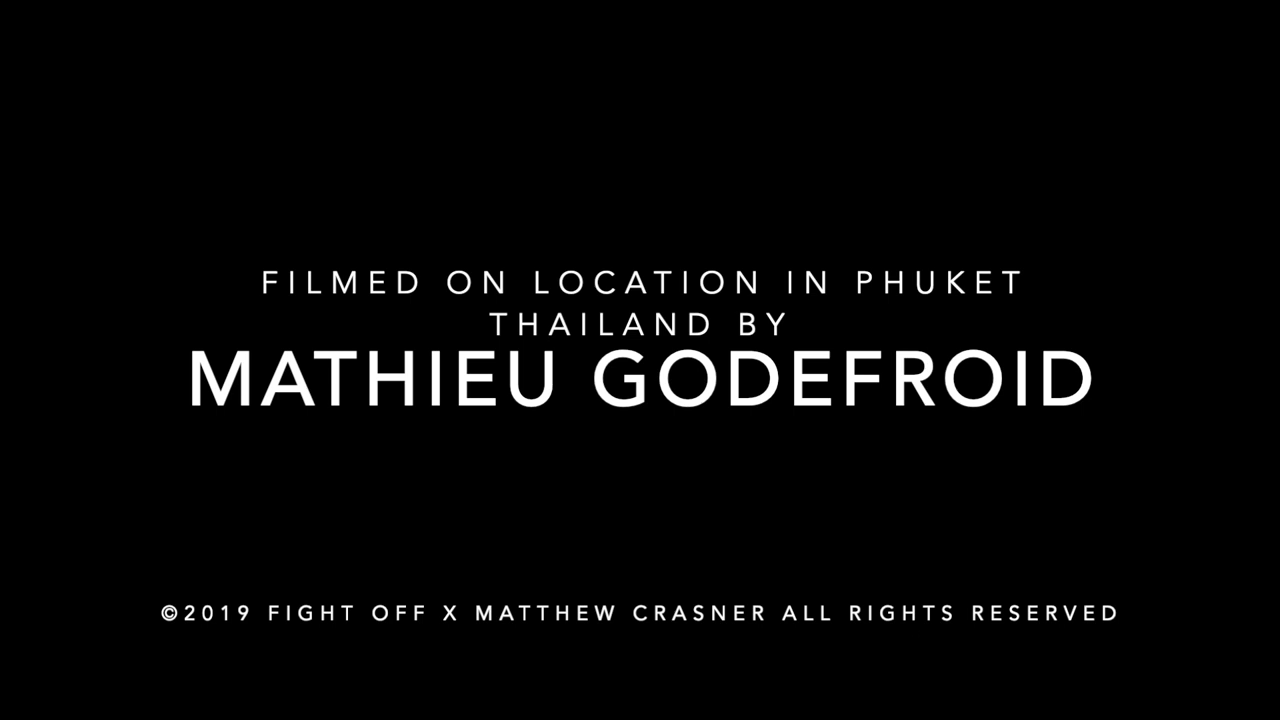 FILMED ON LOCATION IN PHUKET
THAILAND BY
MATHIEU GODEFROID
©2019 FIGHT OFF X MATTHEW CRASNER ALL RIGHTS RESERVED